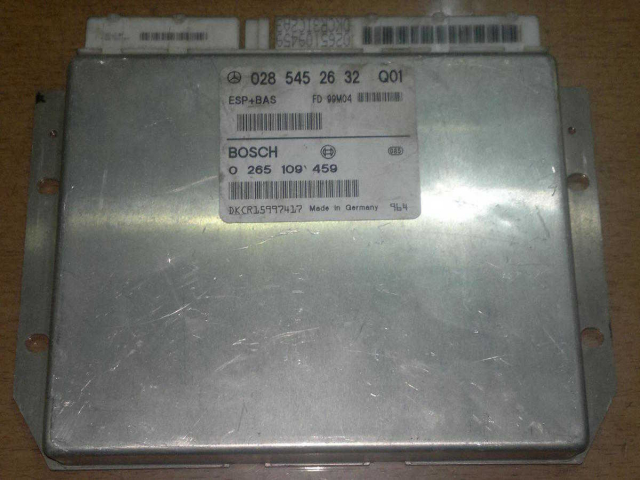 028 545 26 32 Q01
ESP+BAS FD 99M04
BOSCH
0 265 109 459
DKCR15997417 Made in Germany 964